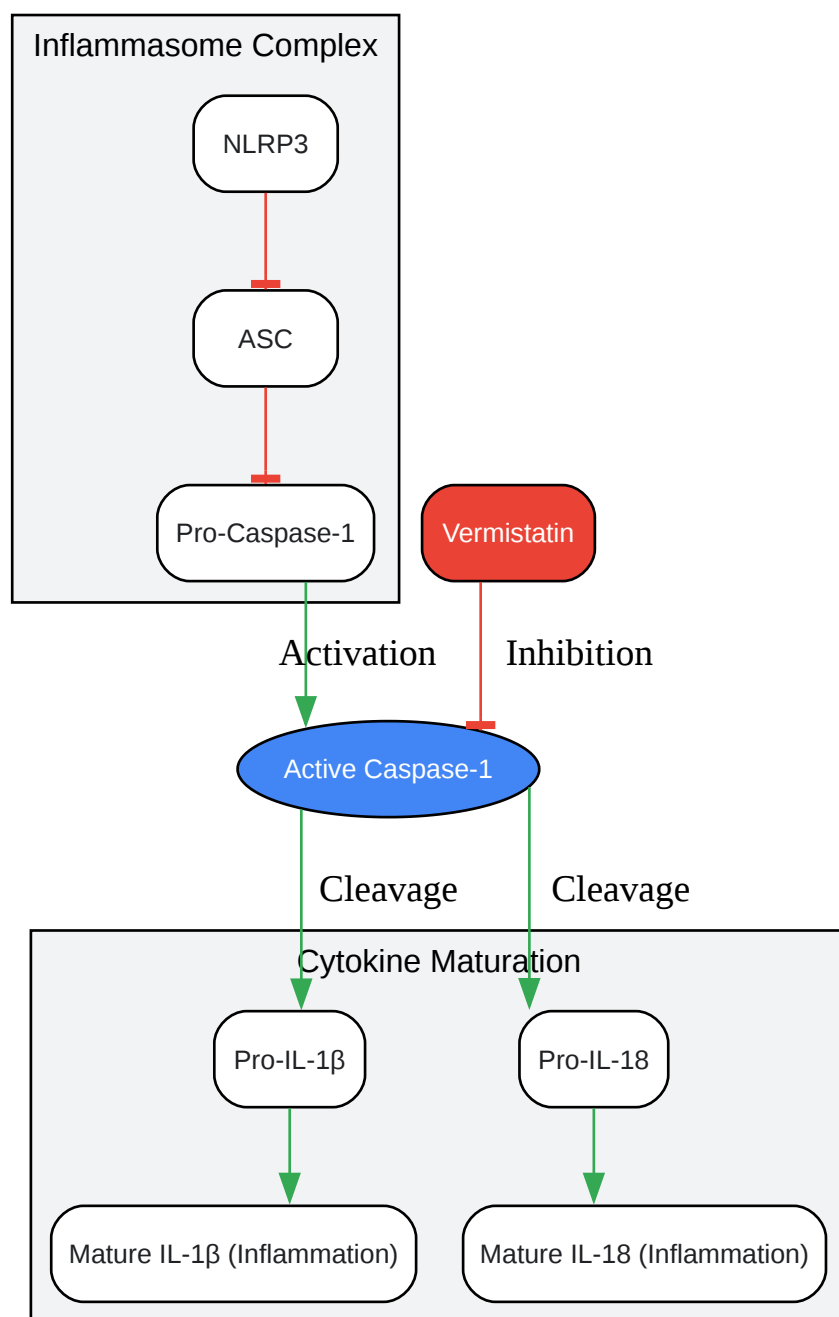 Inflammasome Complex
NLRP3
ASC
Pro-Caspase-1
Vermistatin
Activation
Inhibition
Active Caspase-1
Cleavage
Cleavage
Cytokine Maturation
Pro-IL-1β
Pro-IL-18
Mature IL-1β (Inflammation)
Mature IL-18 (Inflammation)